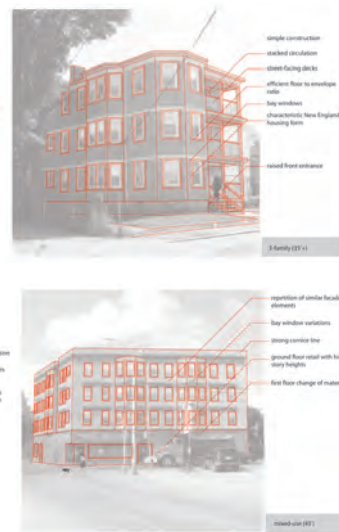 simple construction
stacked circulation
street-facing decks
efficient floor to envelope
ratio
bay windows
characteristic New England
housing form
raised front entrance
3-family (35'+)
repetition of similar facade
elements
bay window variations
strong cornice line
ground floor retail with
story heights
first floor change of
mixed-use (45')